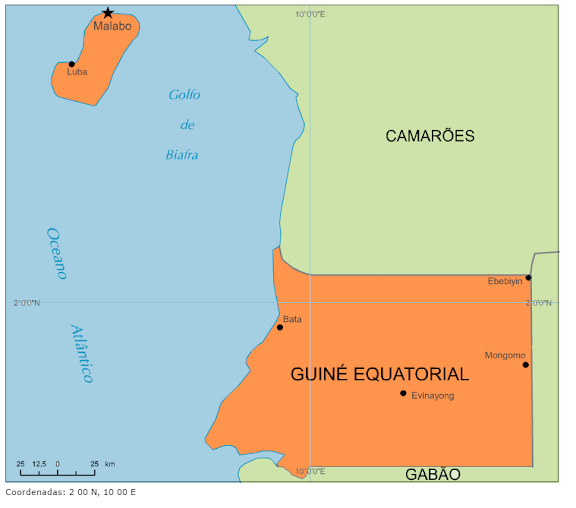 10°0'0"E
Malabo
Luba
Golfo
de
Biafra
CAMARÕES
Oceano
Atlântico
Ebebiyin
2°0'0"N
2°0'0"N
Bata
Mongomo
GUINÉ EQUATORIAL
Evinayong
25 12,5 0 25 km
10°0'0"E
GABÃO
Coordenadas: 2 00 N, 10 00 E